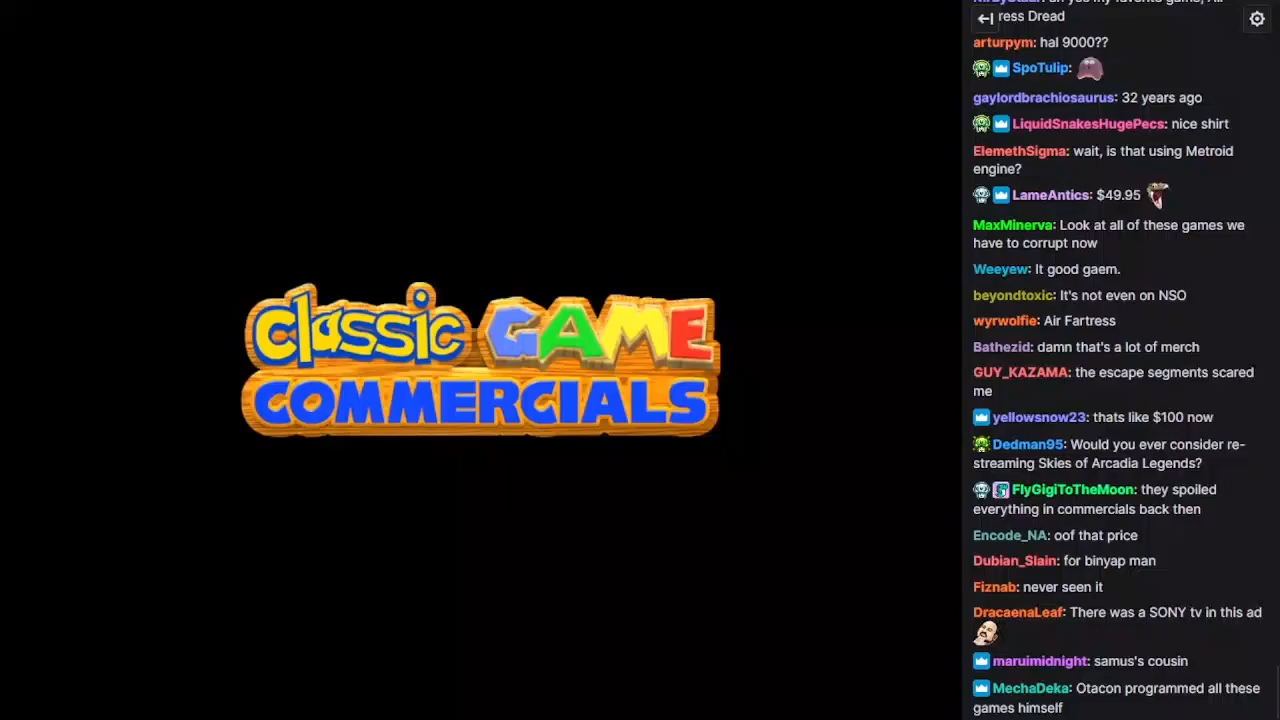 classic GAME
COMMERCIALS
ress Dread
arturpym: hal 9000??
SpoTulip:
gaylordbrachiosaurus: 32 years ago
LiquidSnakesHugePecs: nice shirt
ElemethSigma: wait, is that using Metroid
engine?
LameAntics: $49.95
MaxMinerva: Look at all of these games we
have to corrupt now
Weeyew: It good gaem.
beyondtoxic: It's not even on NSO
wyrwolfie: Air Fartress
Bathezid: damn that's a lot of merch
GUY_KAZAMA: the escape segments scared
me
yellowsnow23: thats like $100 now
Dedman95: Would you ever consider re-
streaming Skies of Arcadia Legends?
FlyGigiToTheMoon: they spoiled
everything in commercials back then
Encode_NA: oof that price
Dubian_Slain: for binyap man
Fiznab: never seen it
DracaenaLeaf: There was a SONY tv in this ad
maruimidnight: samus's cousin
MechaDeka: Otacon programmed all these
games himself